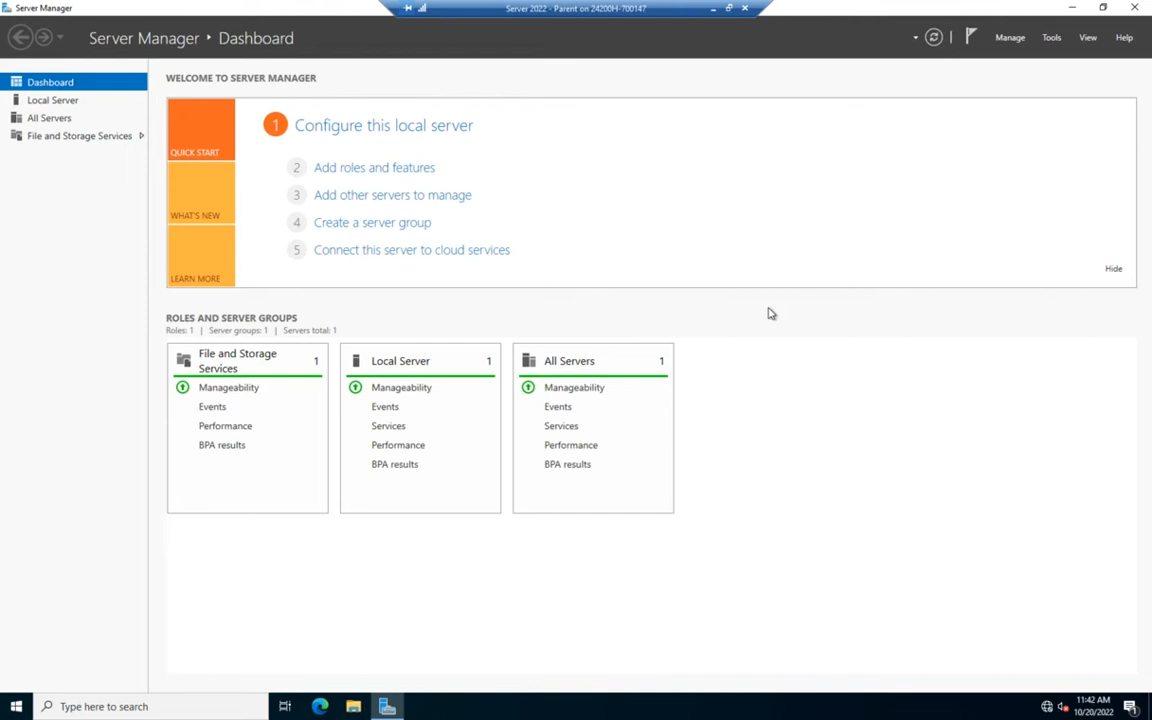 Server Manager
Server 2022 - Parent on 24200H-700147
Server Manager Dashboard
Manage Tools View Help
Dashboard
Local Server
All Servers
File and Storage Services
WELCOME TO SERVER MANAGER
QUICK START
WHAT'S NEW
LEARN MORE
1 Configure this local server
2 Add roles and features
3 Add other servers to manage
4 Create a server group
5 Connect this server to cloud services
Hide
ROLES AND SERVER GROUPS
Roles: 1 | Server groups: 1 | Servers total: 1
File and Storage
Services
1
Manageability
Events
Performance
BPA results
Local Server 1
Manageability
Events
Services
Performance
BPA results
All Servers 1
Manageability
Events
Services
Performance
BPA results
Type here to search
11:42 AM
10/20/2022
1